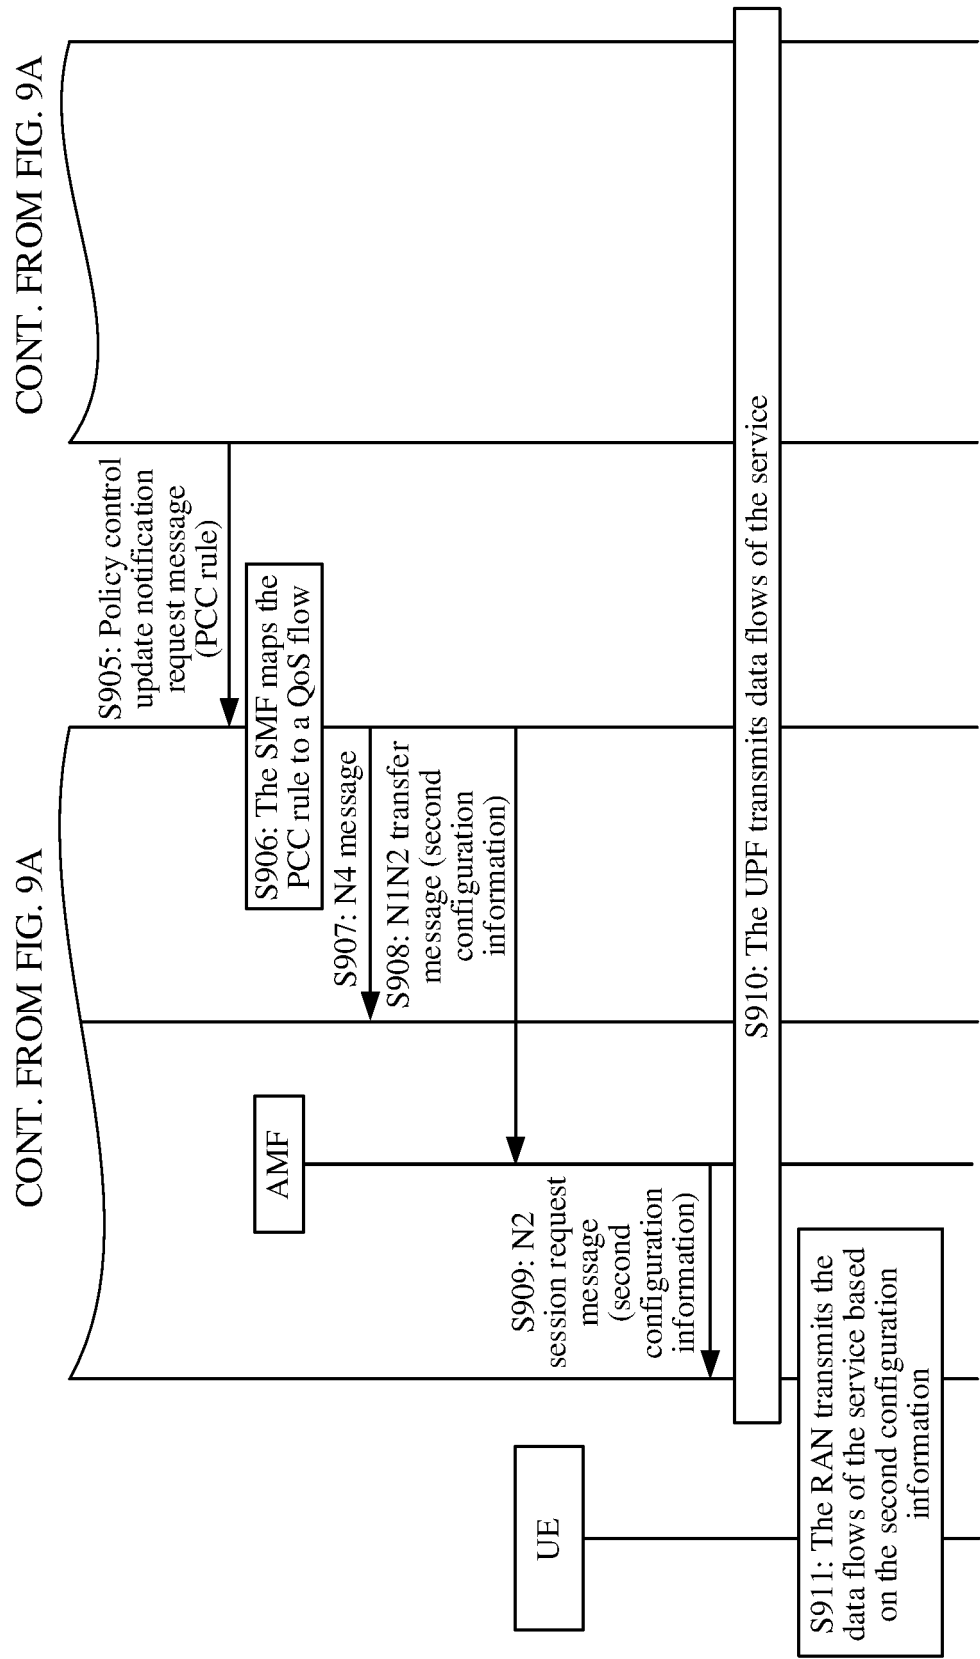 CONT. FROM FIG. 9A
CONT. FROM FIG. 9A
S905: Policy control
update notification
request message
(PCC rule)
S906: The SMF maps the
PCC rule to a QoS flow
S907: N4 message
AMF
S908: N1N2 transfer
message (second
configuration
information)
UE
S909: N2
session request
message
(second
configuration
information)
S910: The UPF transmits data flows of the service
S911: The RAN transmits the
data flows of the service based
on the second configuration
information